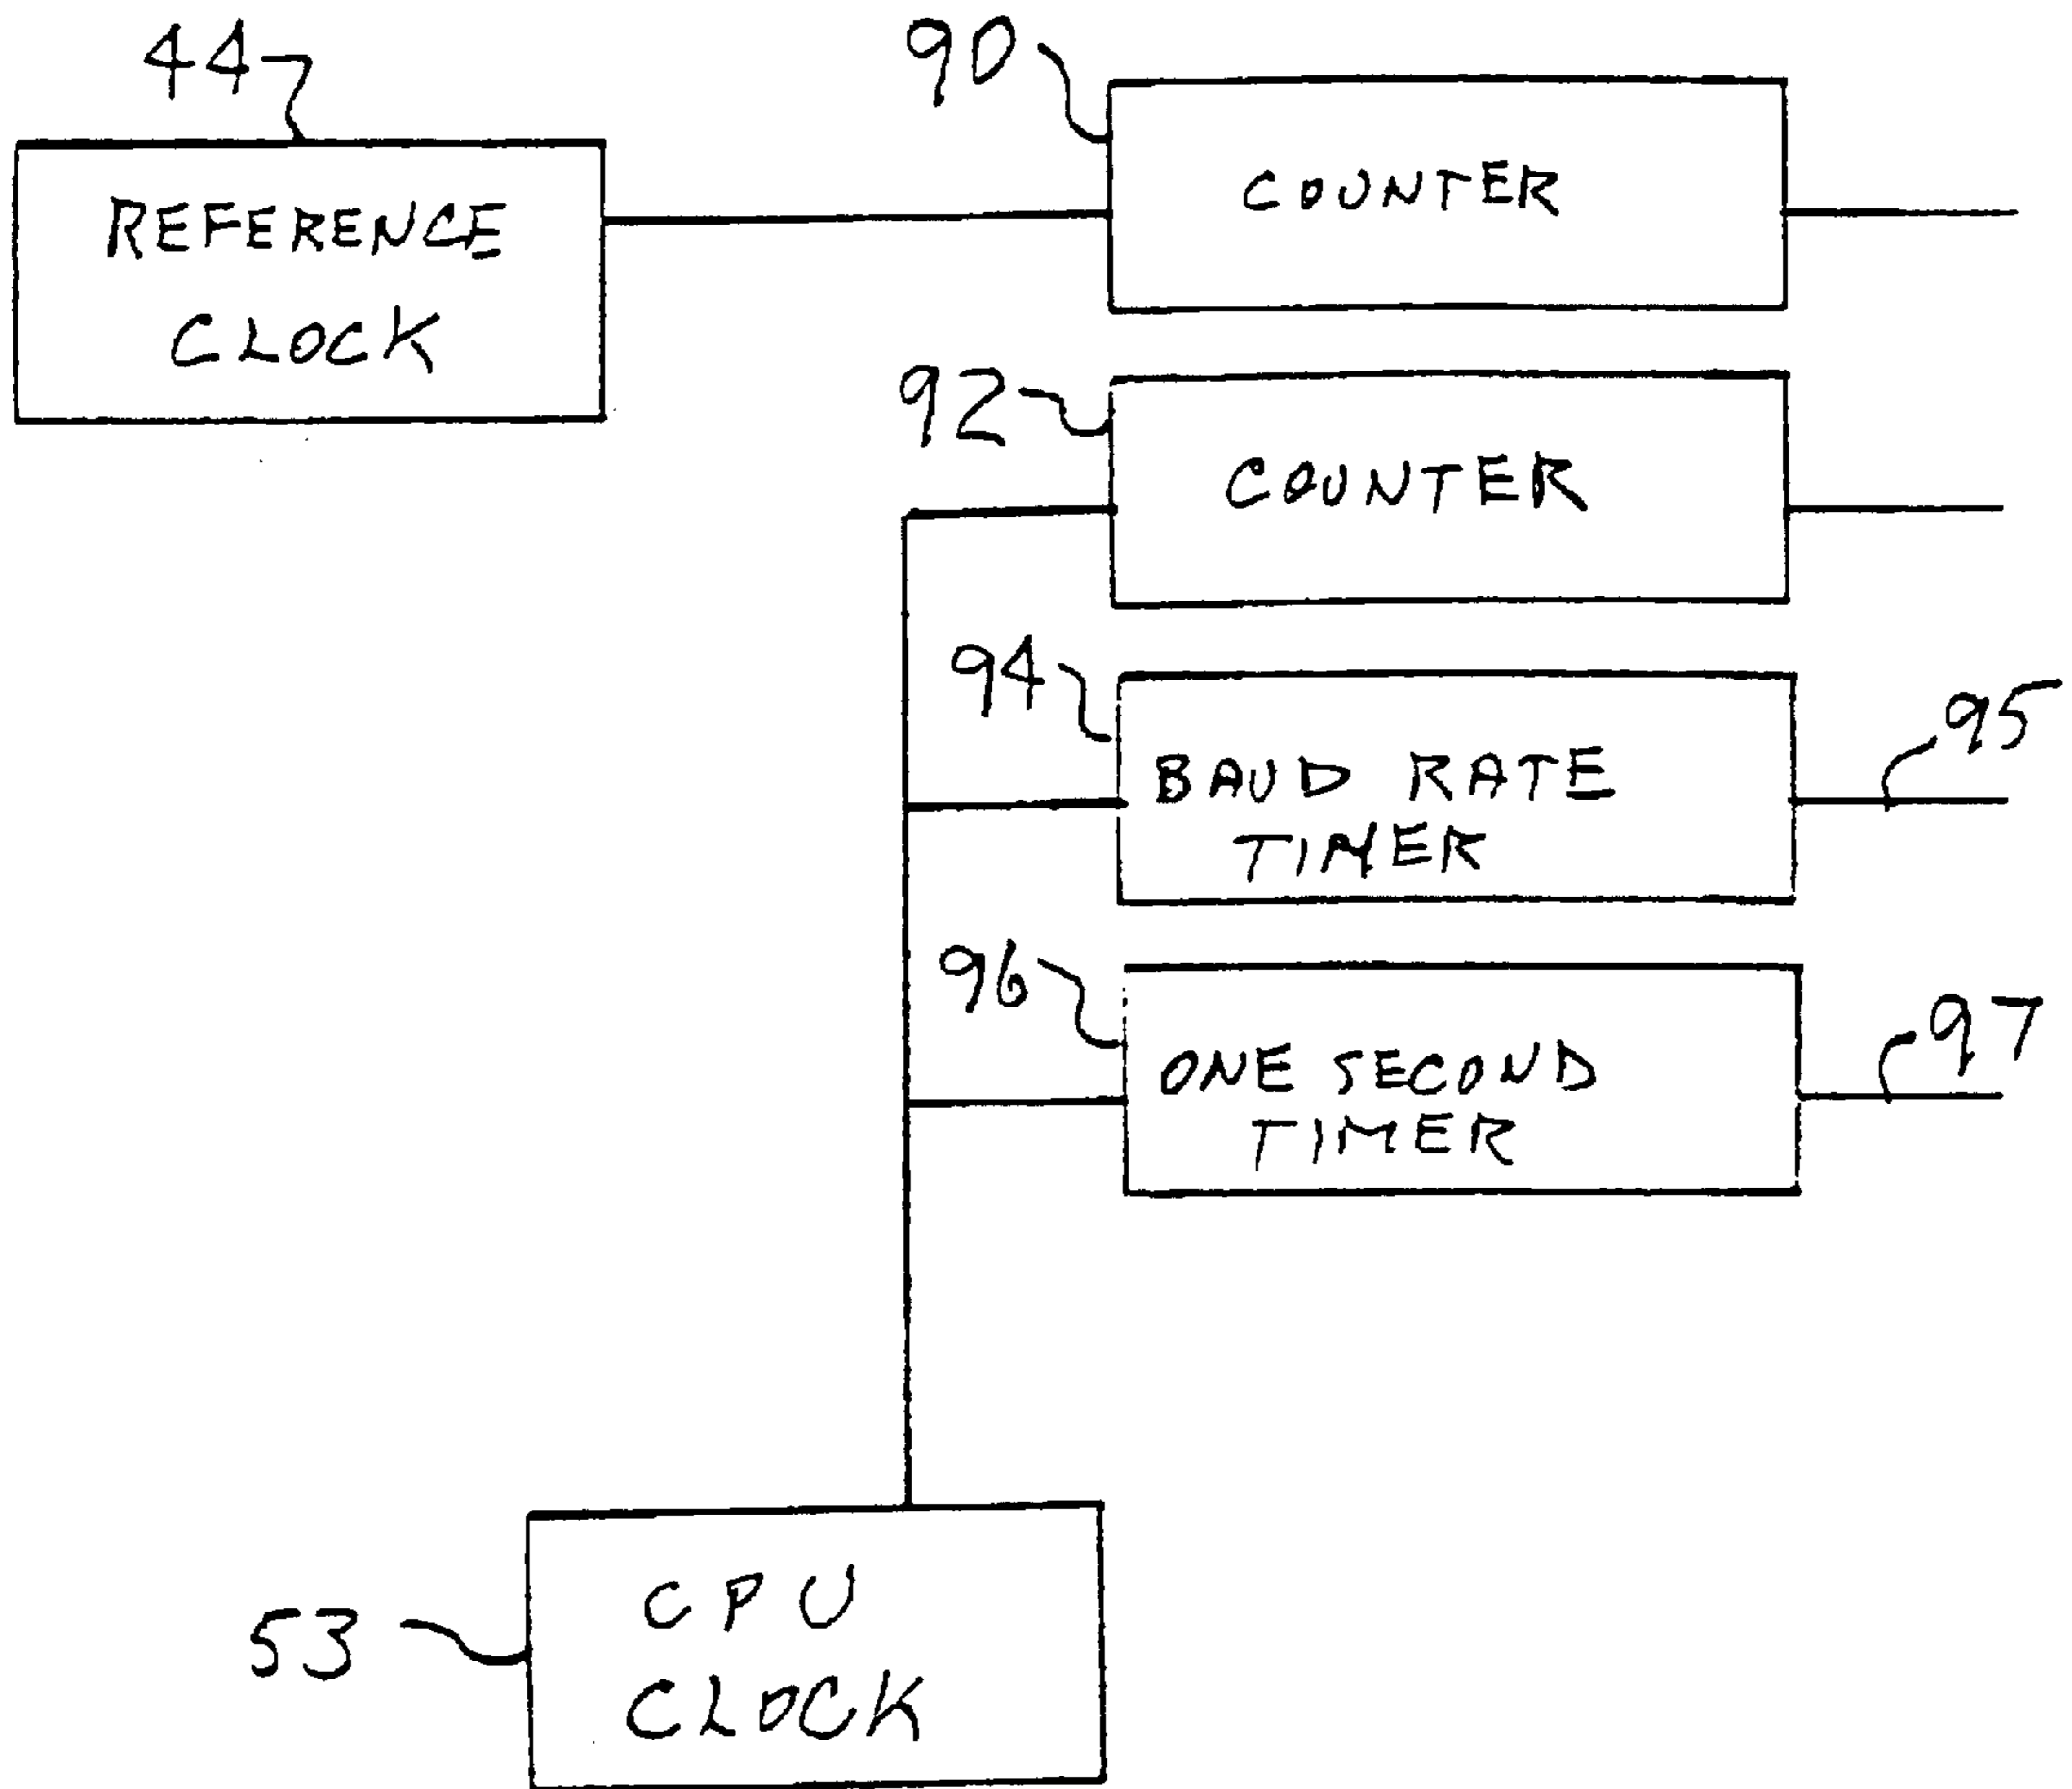 44
REFERENCE
CLOCK
90
COUNTER
92
COUNTER
94
BAUD RATE
TIMER
95
96
ONE SECOND
TIMER
97
53
CPU
CLOCK